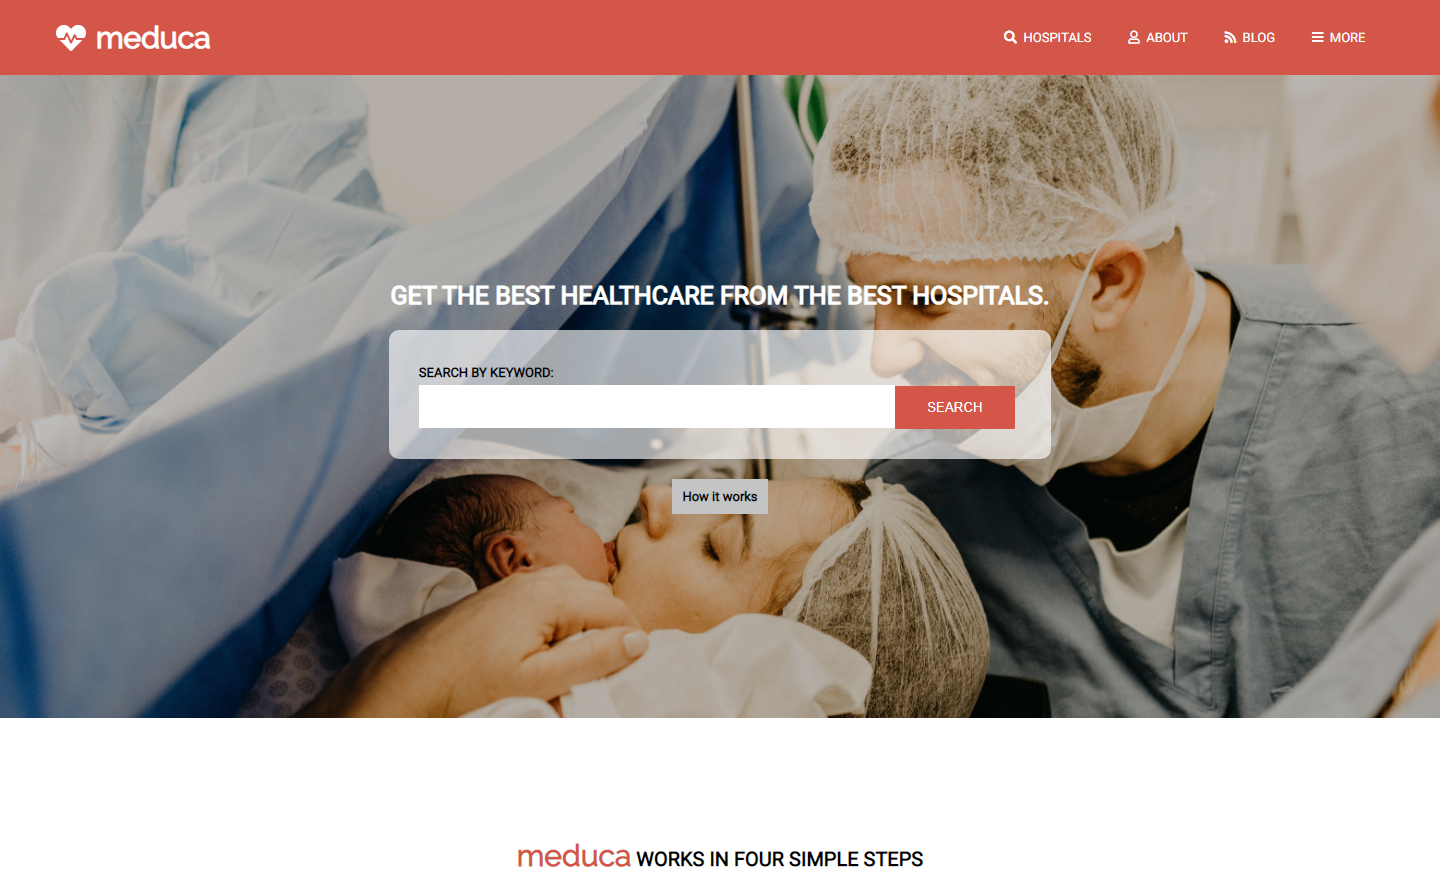 meduca
HOSPITALS
ABOUT
BLOG
MORE
GET THE BEST HEALTHCARE FROM THE BEST HOSPITALS.
SEARCH BY KEYWORD:
SEARCH
How it works
meduca WORKS IN FOUR SIMPLE STEPS